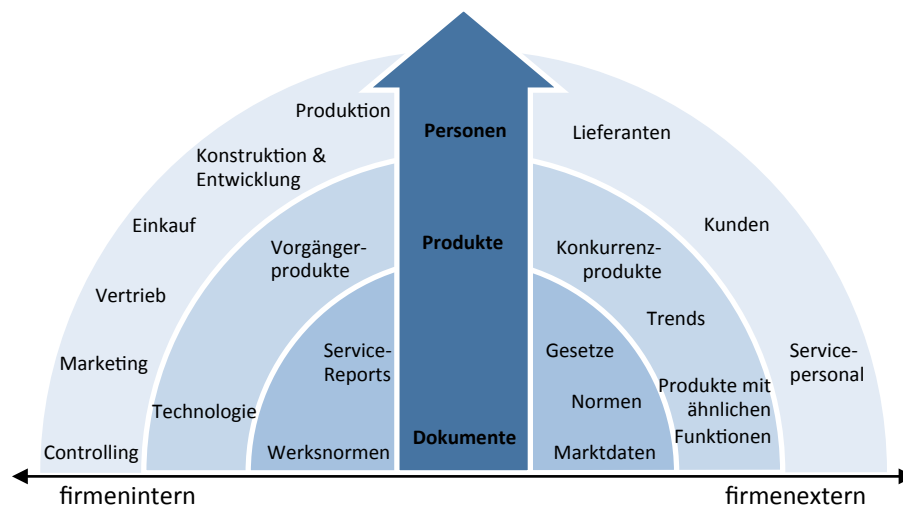 Produktion
Personen
Lieferanten
Konstruktion &
Entwicklung
Einkauf
Kunden
Vorgänger-
produkte
Produkte
Konkurrenz-
produkte
Vertrieb
Trends
Marketing
Service-
Reports
Gesetze
Service-
personal
Technologie
Normen
Produkte mit
ähnlichen
Funktionen
Dokumente
Controlling
Werksnormen
Marktdaten
firmenintern
firmenextern